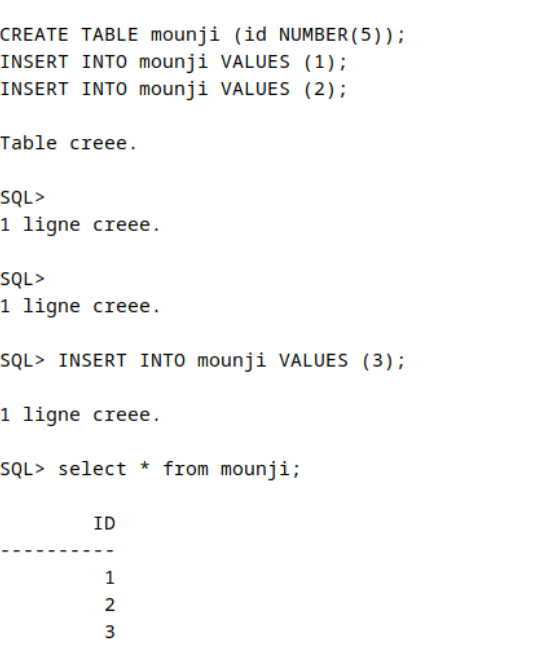 CREATE TABLE mounji (id NUMBER(5));
INSERT INTO mounji VALUES (1);
INSERT INTO mounji VALUES (2);
Table creee.
SQL>
1 ligne creee.
SQL>
1 ligne creee.
SQL> INSERT INTO mounji VALUES (3);
1 ligne creee.
SQL> select * from mounji;
ID
----------
1
2
3